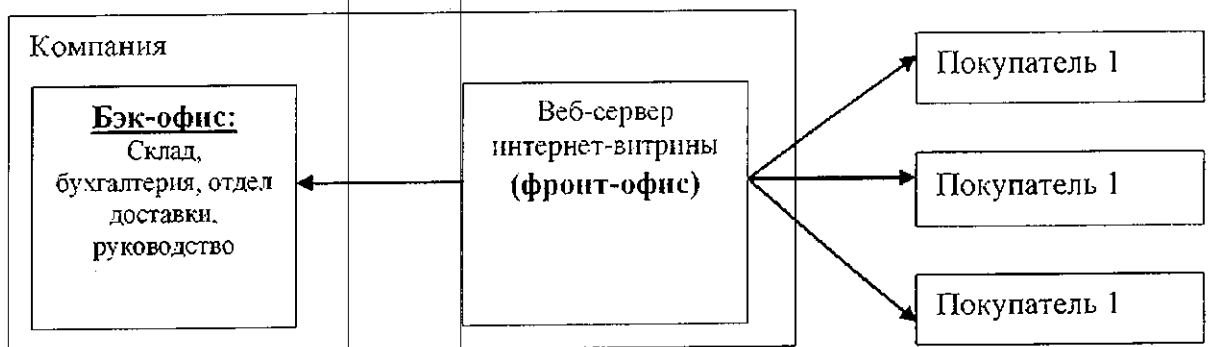 Компания
Бэк-офис:
Склад,
бухгалтерия, отдел
доставки,
руководство
Веб-сервер
интернет-витрины
(фронт-офис)
Покупатель 1
Покупатель 1
Покупатель 1